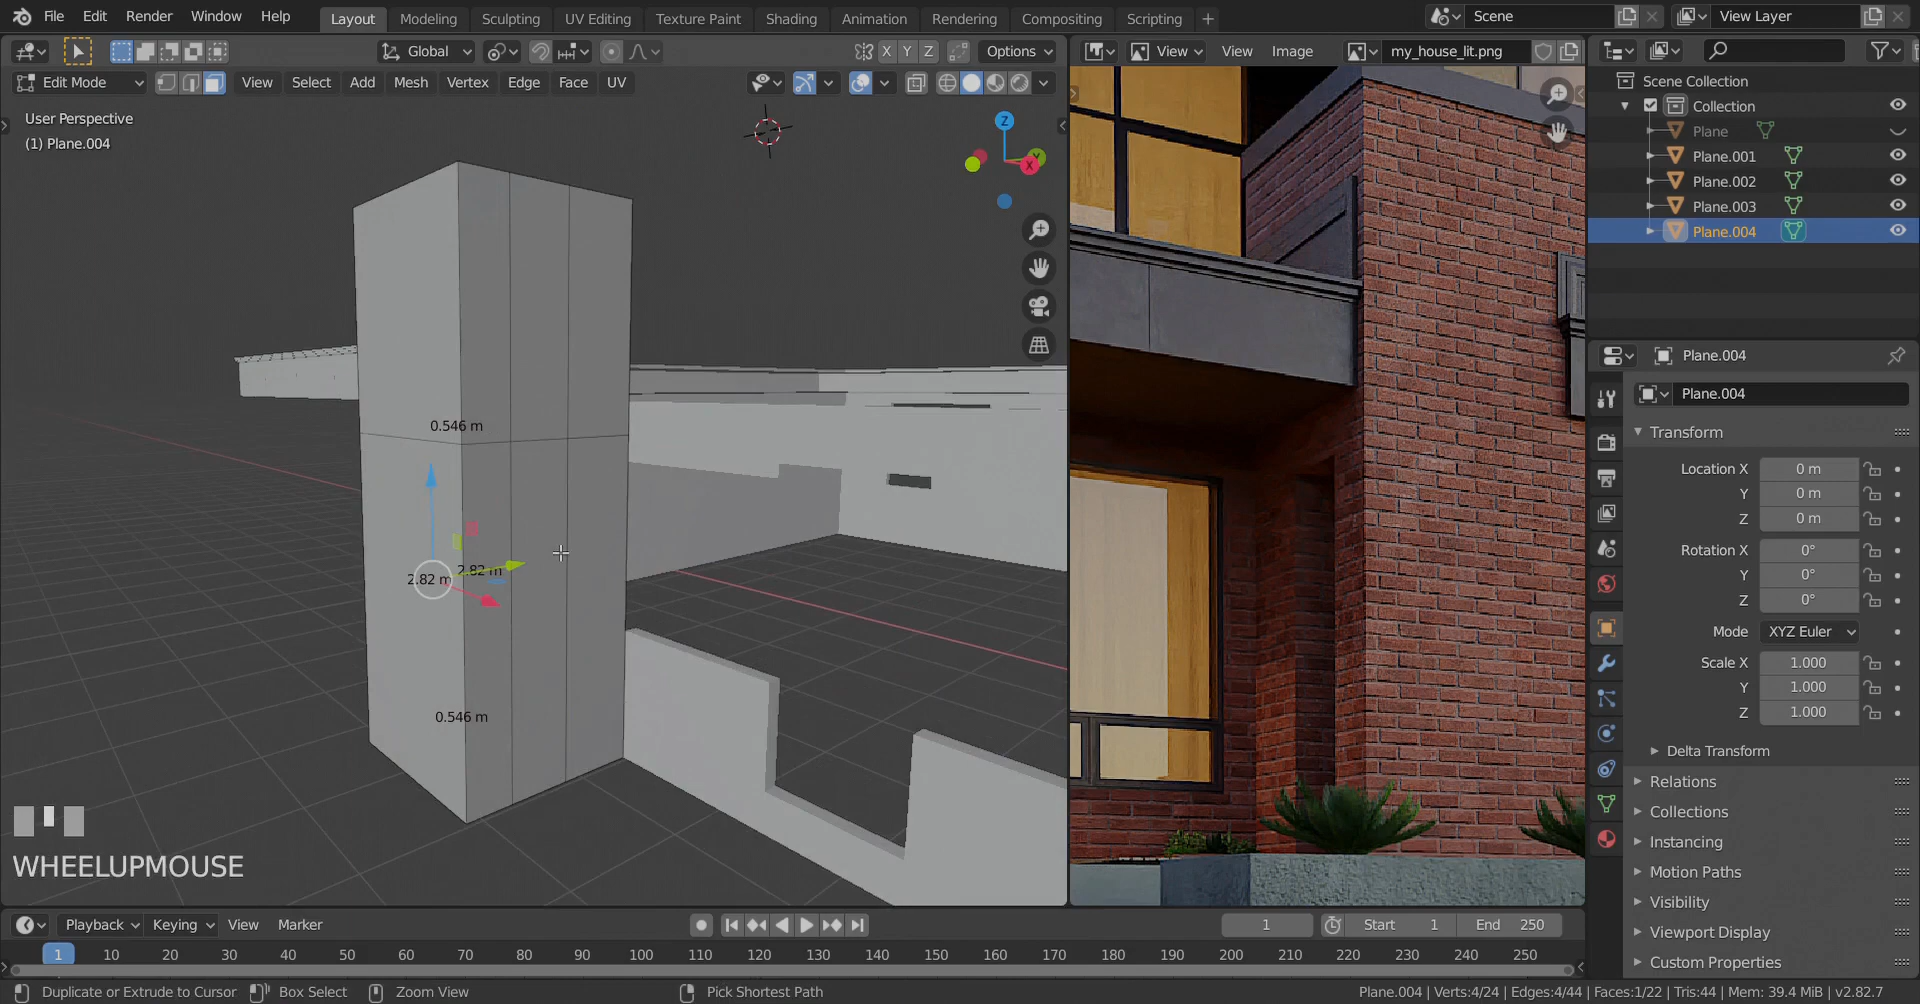 File Edit Render Window Help Layout Modeling Sculpting UV Editing Texture Paint Shading Animation Rendering Compositing Scripting + Scene View Layer
Global X Y Z Options View View Image my_house_lit.png
Edit Mode View Select Add Mesh Vertex Edge Face UV
Scene Collection
Collection
Plane
Plane.001
Plane.002
Plane.003
Plane.004
User Perspective
(1) Plane.004
Z
Y
X
0.546 m
2.82 m
2.82 m
0.546 m
WHEELUPMOUSE
Plane.004
Plane.004
Transform
Location X 0 m
Y 0 m
Z 0 m
Rotation X 0°
Y 0°
Z 0°
Mode XYZ Euler
Scale X 1.000
Y 1.000
Z 1.000
Delta Transform
Relations
Collections
Instancing
Motion Paths
Visibility
Viewport Display
Custom Properties
Playback Keying View Marker 1 Start 1 End 250
1 10 20 30 40 50 60 70 80 90 100 110 120 130 140 150 160 170 180 190 200 210 220 230 240 250
Duplicate or Extrude to Cursor Box Select Zoom View Pick Shortest Path Plane.004 | Verts:4/24 | Edges:4/44 | Faces:1/22 | Tris:44 | Mem: 39.4 MiB | v2.82.7